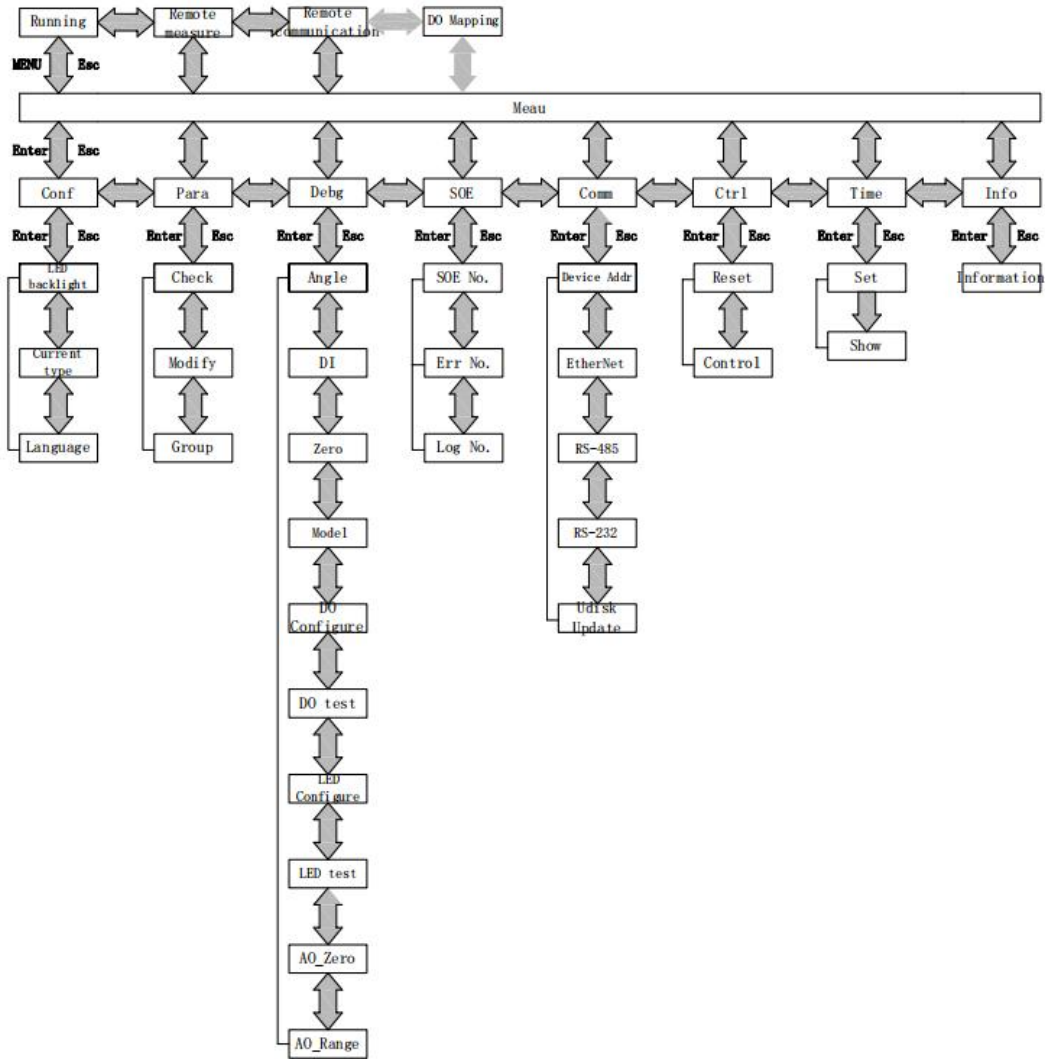 Running
Remote
measure
Remote
communication
DO Mapping
MENU
Esc
Meau
Enter
Esc
Conf
Para
Debg
SOE
Comm
Ctrl
Time
Info
Enter
Esc
Enter
Esc
Enter
Esc
Enter
Esc
Enter
Esc
Enter
Esc
Enter
Esc
Enter
Esc
LED
backlight
Check
Angle
SOE No.
Device Addr
Reset
Set
Information
Current
type
Modify
DI
Err No.
EtherNet
Control
Show
Language
Group
Zero
Log No.
RS-485
Model
RS-232
DO
Configure
Udisk
Update
DO test
LED
Configure
LED test
AO_Zero
AO_Range